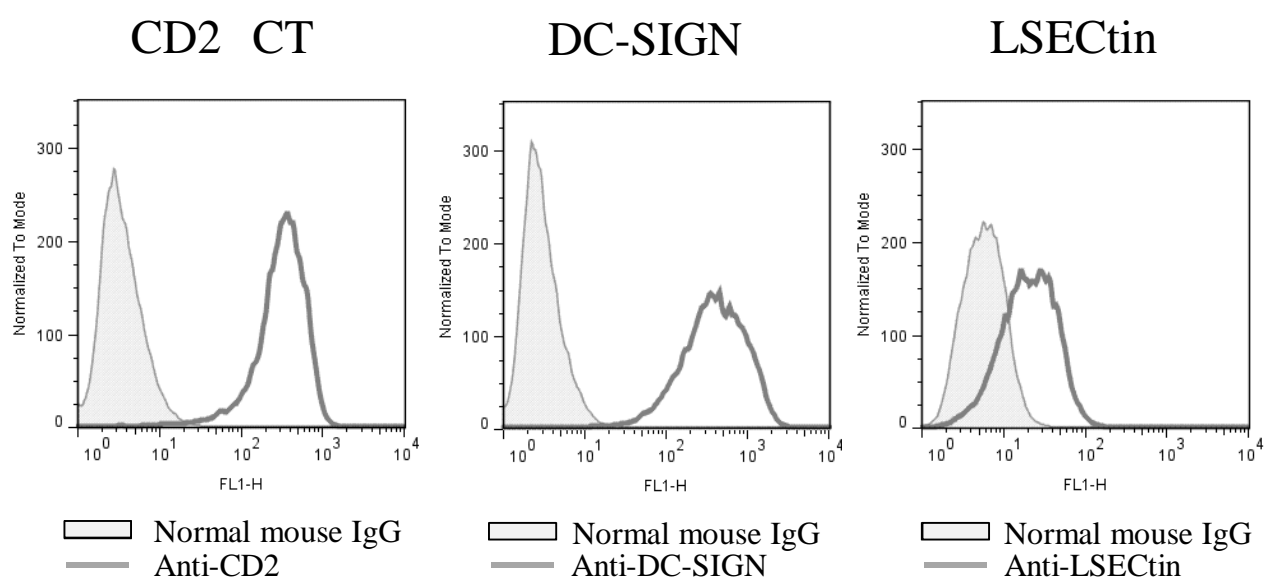 CD2 CT
DC-SIGN
LSECtin
Normalized To Mode
300
200
100
0
10^0 10^1 10^2 10^3 10^4
FL1-H
Normal mouse IgG
Anti-CD2
Normalized To Mode
300
200
100
0
10^0 10^1 10^2 10^3 10^4
FL1-H
Normal mouse IgG
Anti-DC-SIGN
Normalized To Mode
300
200
100
0
10^0 10^1 10^2 10^3 10^4
FL1-H
Normal mouse IgG
Anti-LSECtin